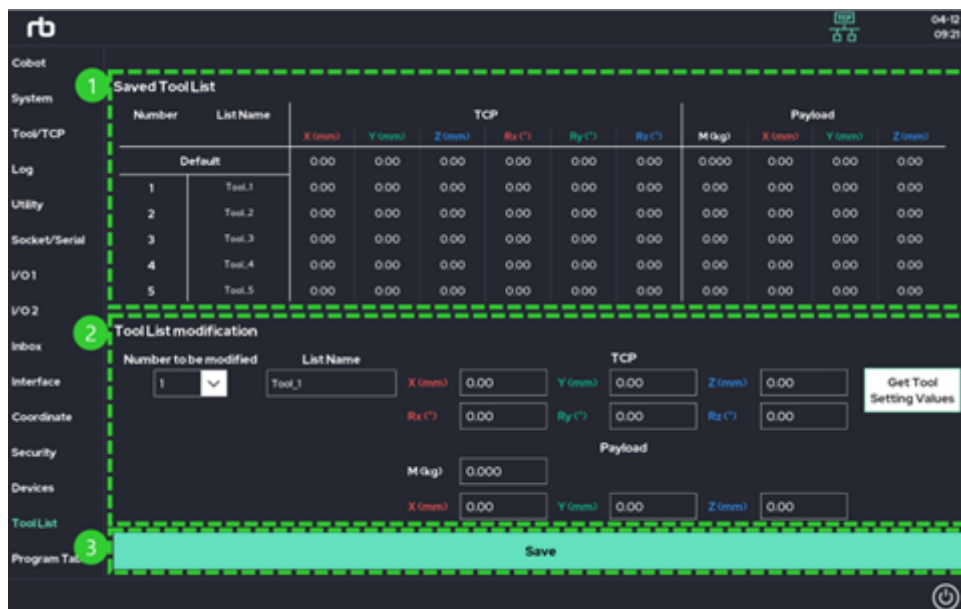 rb
TCP
04-12
09:21
Cobot
System
Tool/TCP
Log
Utility
Socket/Serial
I/O 1
I/O 2
Inbox
Interface
Coordinate
Security
Devices
Tool List
Program Tab
1
Saved Tool List
Number List Name TCP Payload
X (mm) Y (mm) Z (mm) Rx (°) Ry (°) Rz (°) M (kg) X (mm) Y (mm) Z (mm)
Default 0.00 0.00 0.00 0.00 0.00 0.00 0.000 0.00 0.00 0.00
1 Tool_1 0.00 0.00 0.00 0.00 0.00 0.00 0.00 0.00 0.00 0.00
2 Tool_2 0.00 0.00 0.00 0.00 0.00 0.00 0.00 0.00 0.00 0.00
3 Tool_3 0.00 0.00 0.00 0.00 0.00 0.00 0.00 0.00 0.00 0.00
4 Tool_4 0.00 0.00 0.00 0.00 0.00 0.00 0.00 0.00 0.00 0.00
5 Tool_5 0.00 0.00 0.00 0.00 0.00 0.00 0.00 0.00 0.00 0.00
2
Tool List modification
Number to be modified List Name TCP
1 Tool_1 X (mm) 0.00 Y (mm) 0.00 Z (mm) 0.00
Get Tool
Setting Values
Rx (°) 0.00 Ry (°) 0.00 Rz (°) 0.00
Payload
M (kg) 0.000
X (mm) 0.00 Y (mm) 0.00 Z (mm) 0.00
3
Save